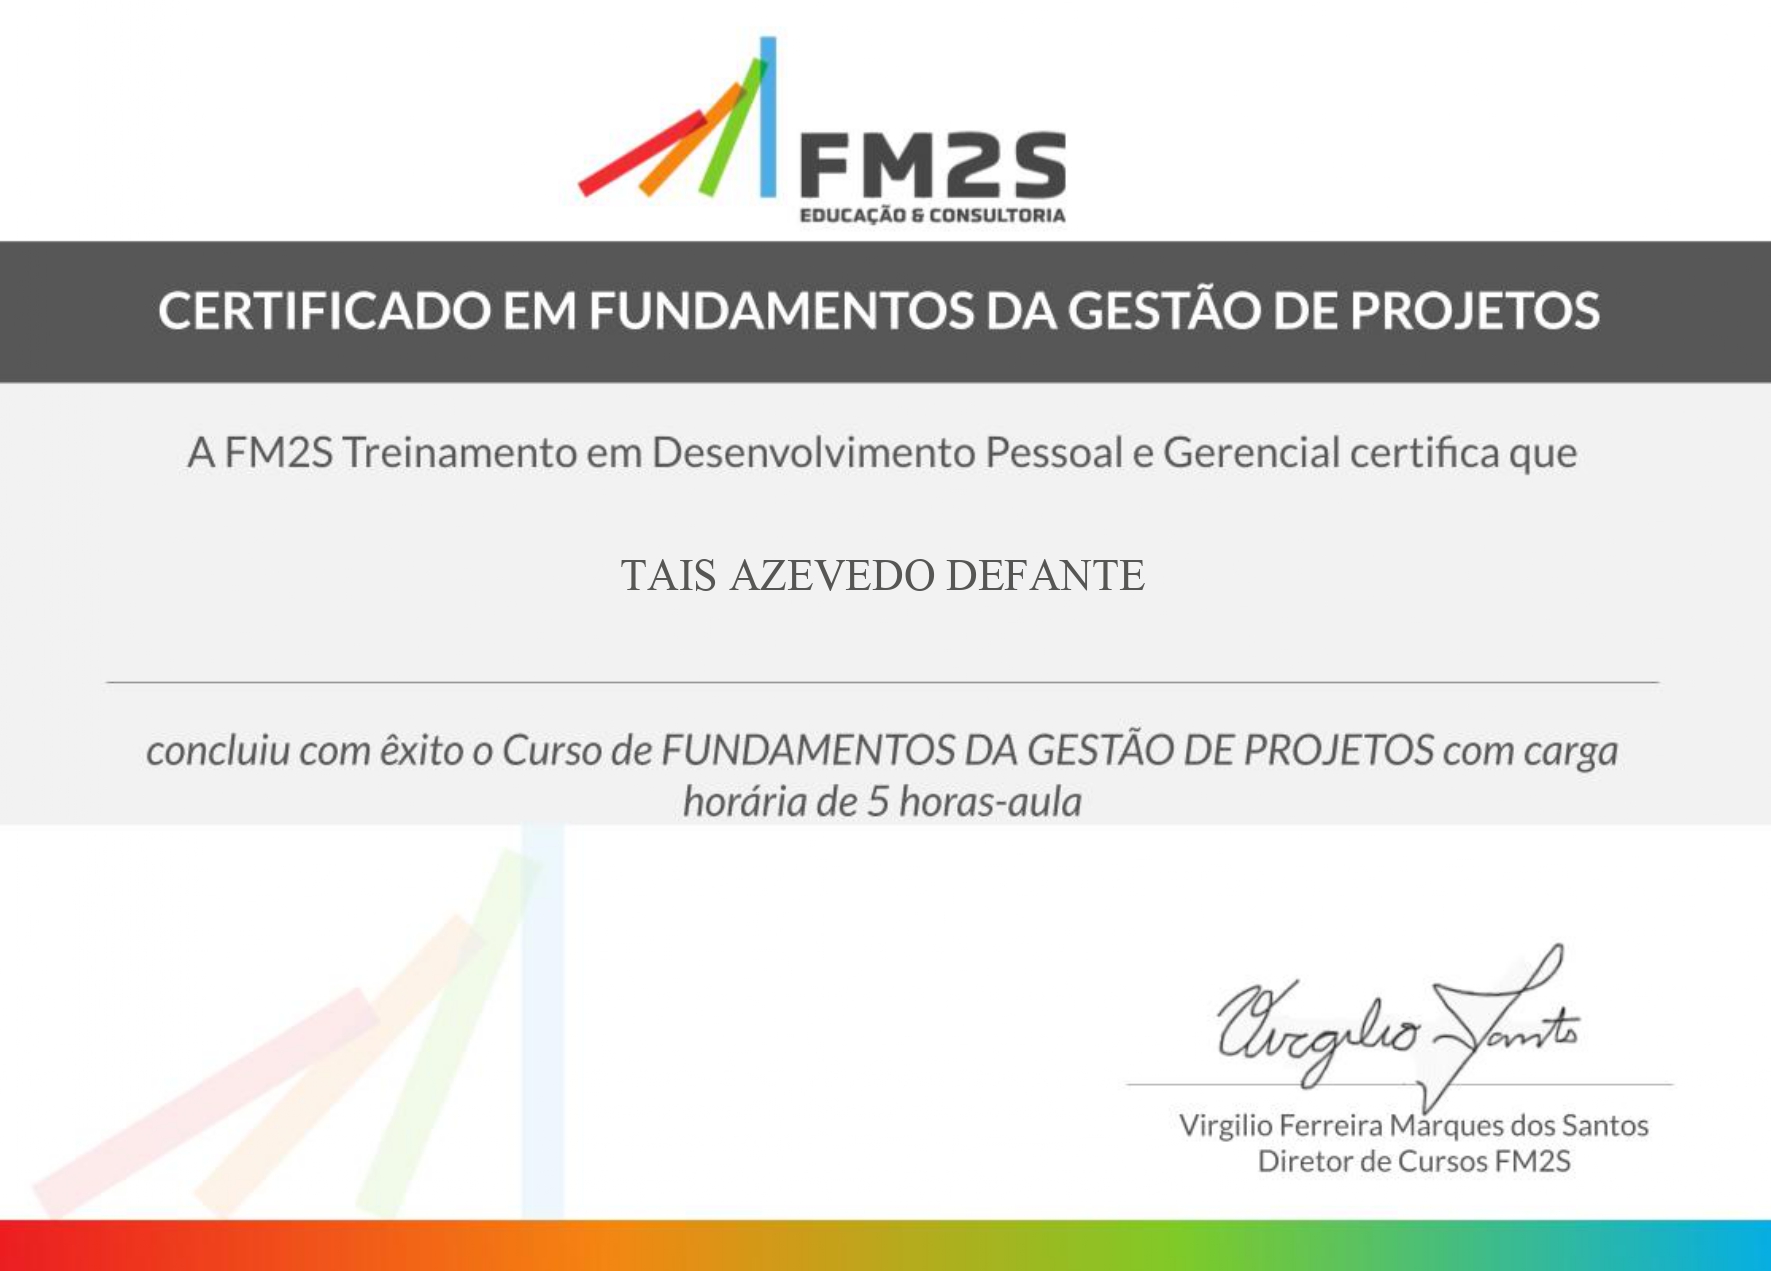 FM2S
EDUCAÇÃO & CONSULTORIA
CERTIFICADO EM FUNDAMENTOS DA GESTÃO DE PROJETOS
A FM2S Treinamento em Desenvolvimento Pessoal e Gerencial certifica que
TAIS AZEVEDO DEFANTE
concluiu com êxito o Curso de FUNDAMENTOS DA GESTÃO DE PROJETOS com carga
horária de 5 horas-aula
Virgilio Santos
Virgilio Ferreira Marques dos Santos
Diretor de Cursos FM2S